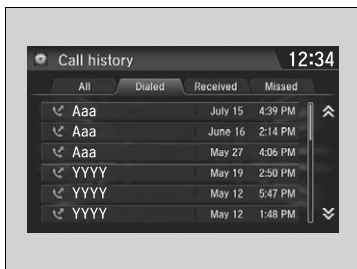 Call history 12:34
All Dialed Received Missed
Aaa July 15 4:39 PM
Aaa June 16 2:14 PM
Aaa May 27 4:06 PM
YYYY May 19 2:50 PM
YYYY May 12 5:47 PM
YYYY May 12 1:48 PM